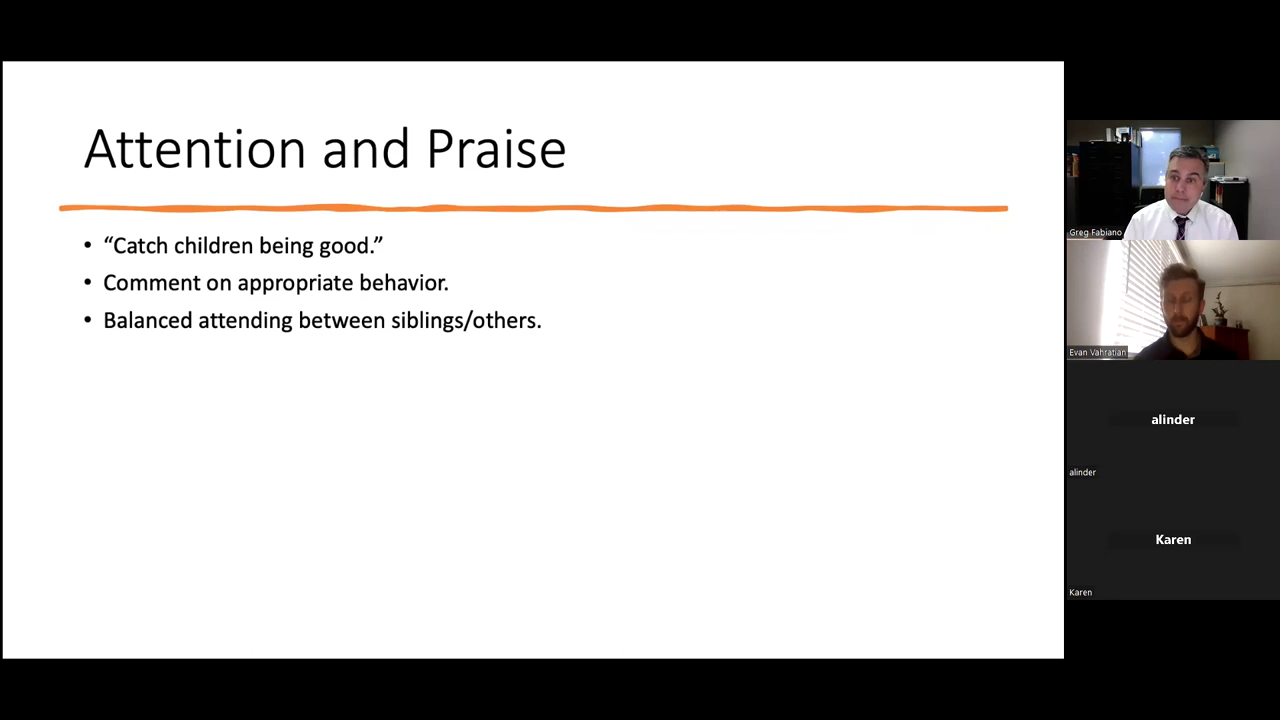 Attention and Praise
• “Catch children being good.”
• Comment on appropriate behavior.
• Balanced attending between siblings/others.
Greg Fabiano
Evan Vahratian
alinder
alinder
Karen
Karen